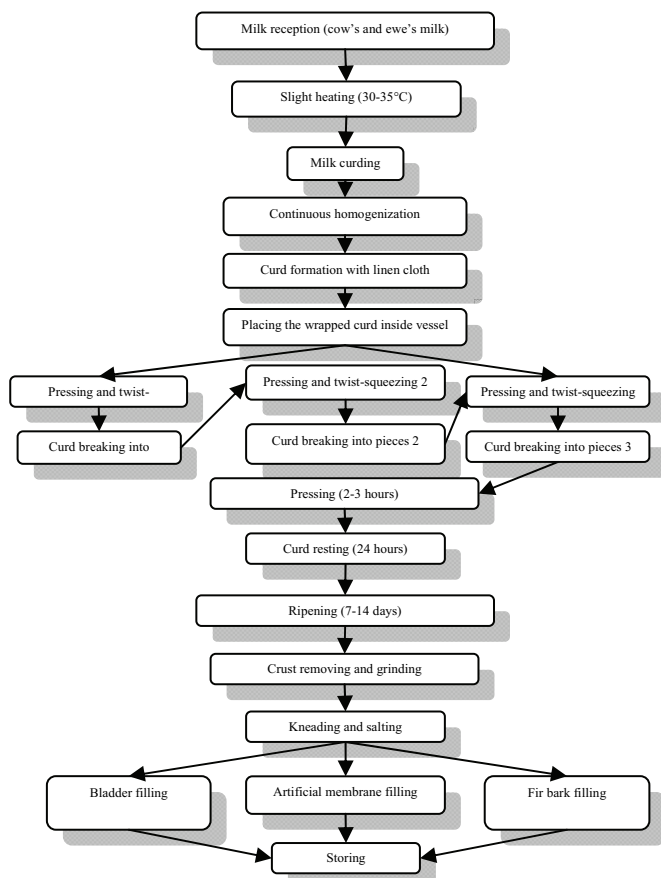 Milk reception (cow's and ewe's milk)
Slight heating (30-35°C)
Milk curding
Continuous homogenization
Curd formation with linen cloth
Placing the wrapped curd inside vessel
Pressing and twist-
Curd breaking into
Pressing and twist-squeezing 2
Curd breaking into pieces 2
Pressing and twist-squeezing
Curd breaking into pieces 3
Pressing (2-3 hours)
Curd resting (24 hours)
Ripening (7-14 days)
Crust removing and grinding
Kneading and salting
Bladder filling
Artificial membrane filling
Fir bark filling
Storing